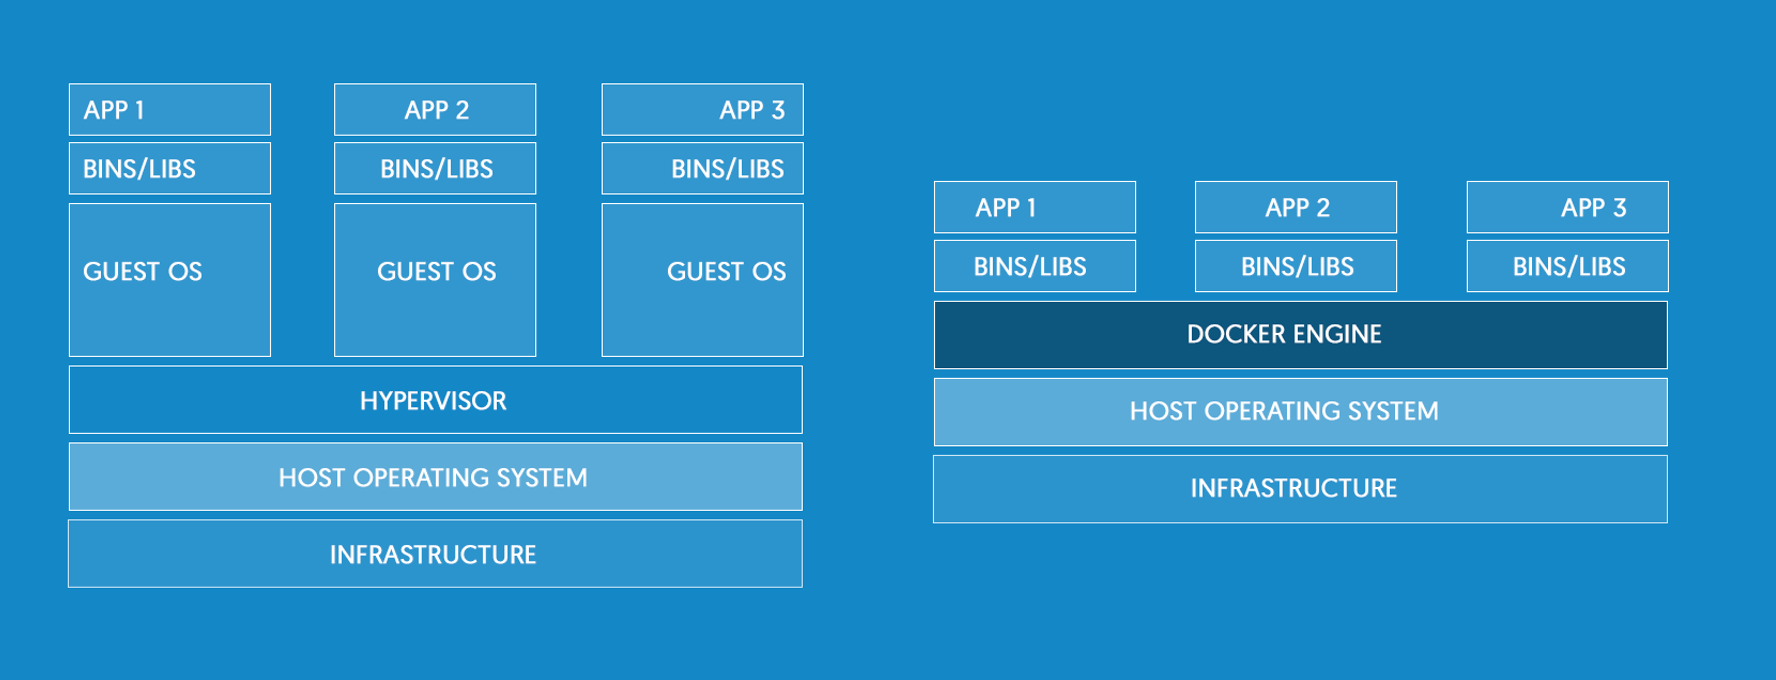 APP 1
APP 2
APP 3
BINS/LIBS
BINS/LIBS
BINS/LIBS
GUEST OS
GUEST OS
GUEST OS
HYPERVISOR
HOST OPERATING SYSTEM
INFRASTRUCTURE
APP 1
APP 2
APP 3
BINS/LIBS
BINS/LIBS
BINS/LIBS
DOCKER ENGINE
HOST OPERATING SYSTEM
INFRASTRUCTURE